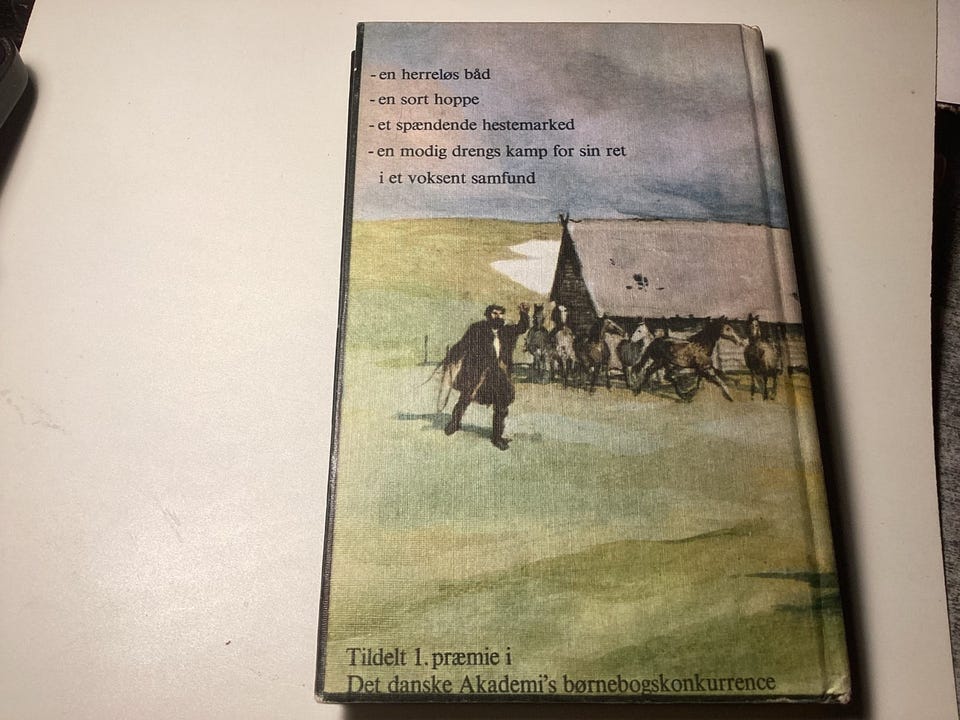 - en herreløs båd
- en sort hoppe
- et spændende hestemarked
- en modig drengs kamp for sin ret
i et voksent samfund
Tildelt 1. præmie i
Det danske Akademi's børnebogskonkurrence